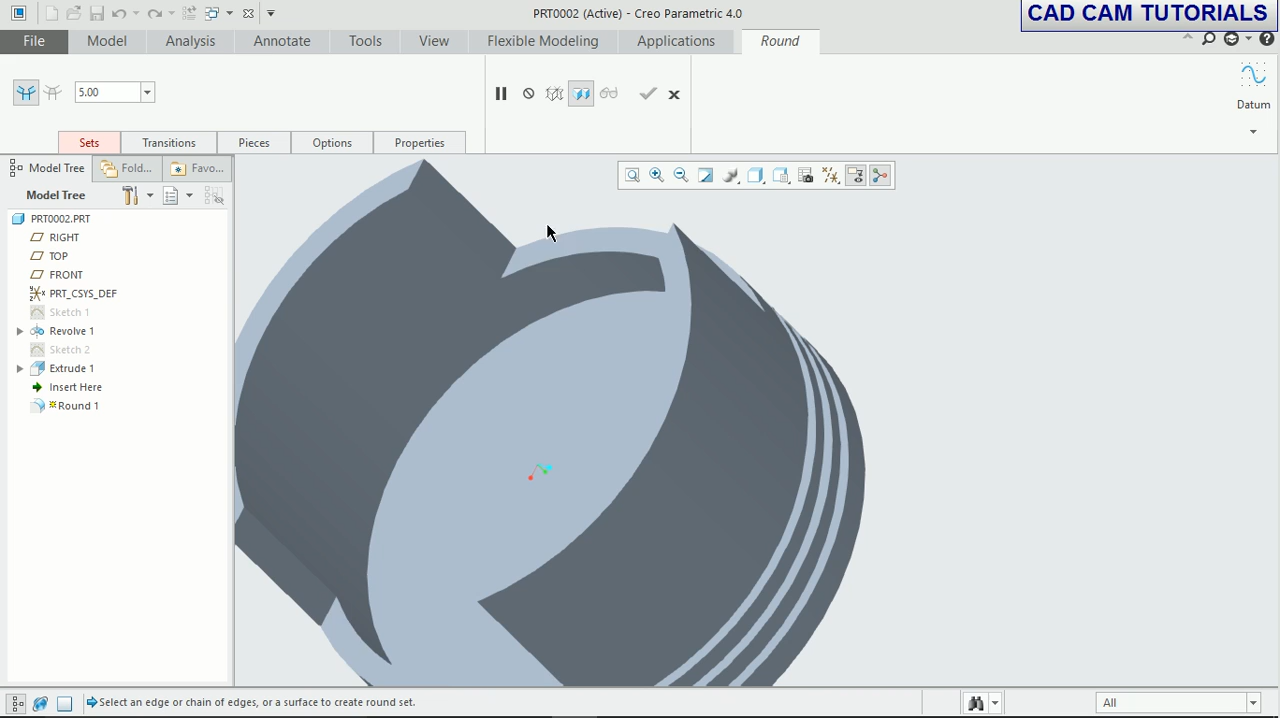 PRT0002 (Active) - Creo Parametric 4.0
CAD CAM TUTORIALS
File Model Analysis Annotate Tools View Flexible Modeling Applications Round
5.00
Datum
Sets Transitions Pieces Options Properties
Model Tree Fold... Favo...
Model Tree
PRT0002.PRT
RIGHT
TOP
FRONT
PRT_CSYS_DEF
Sketch 1
Revolve 1
Sketch 2
Extrude 1
Insert Here
Round 1
Select an edge or chain of edges, or a surface to create round set.
All